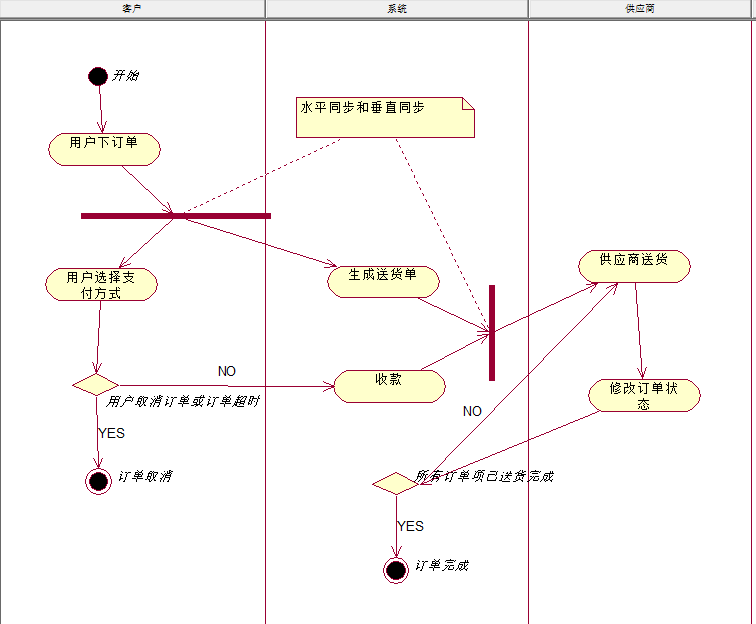 客户
系统
供应商
开始
水平同步和垂直同步
用户下订单
用户选择支
付方式
生成送货单
供应商送货
NO
收款
修改订单状
态
用户取消订单或订单超时
NO
YES
订单取消
所有订单项已送货完成
YES
订单完成